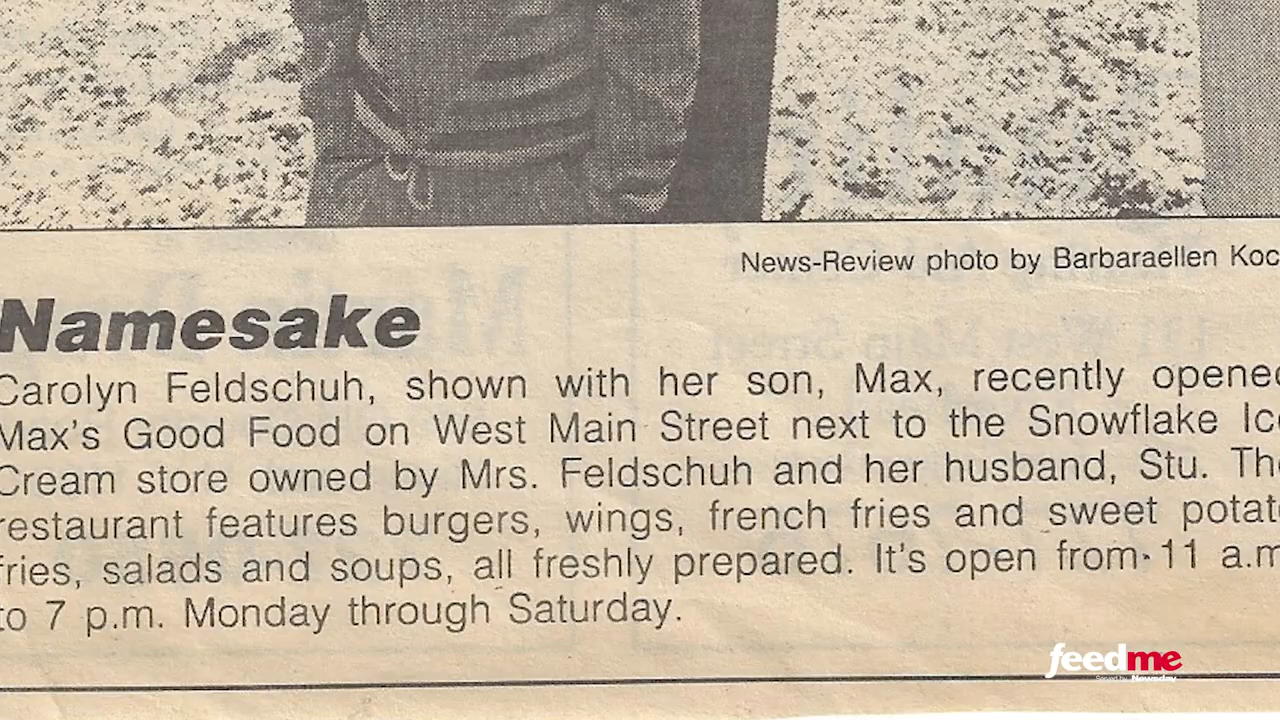 News-Review photo by Barbaraellen Koc
Namesake
Carolyn Feldschuh, shown with her son, Max, recently opened
Max's Good Food on West Main Street next to the Snowflake Ice
Cream store owned by Mrs. Feldschuh and her husband, Stu. The
restaurant features burgers, wings, french fries and sweet potato
fries, salads and soups, all freshly prepared. It's open from 11 a.m
to 7 p.m. Monday through Saturday.
feedme
Served by Newsday